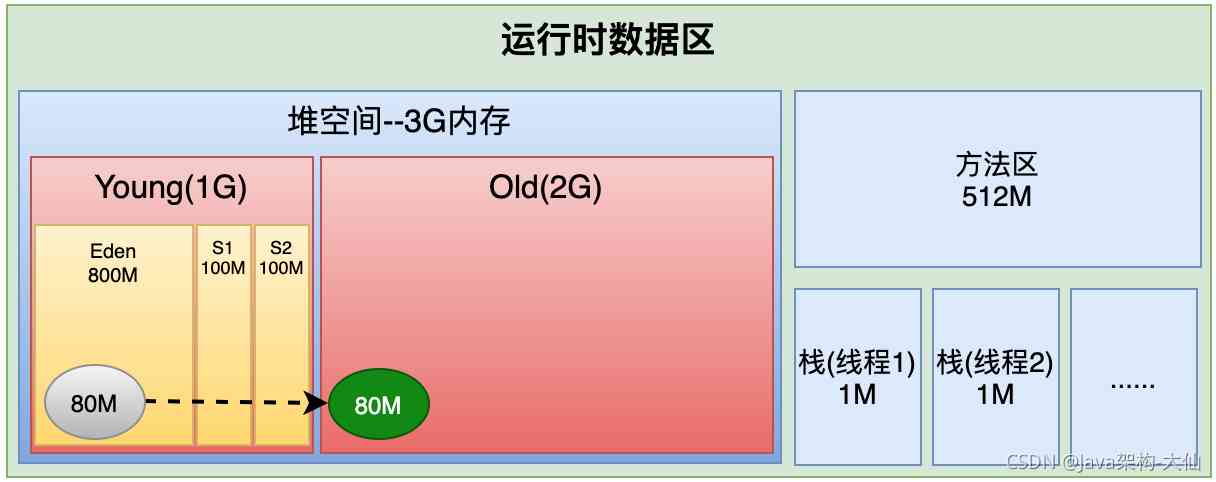 运行时数据区
堆空间--3G内存
Young(1G)
Old(2G)
Eden
800M
S1
100M
S2
100M
80M
80M
方法区
512M
栈(线程1)
1M
栈(线程2)
1M
......
CSDN @Java架构-大仙